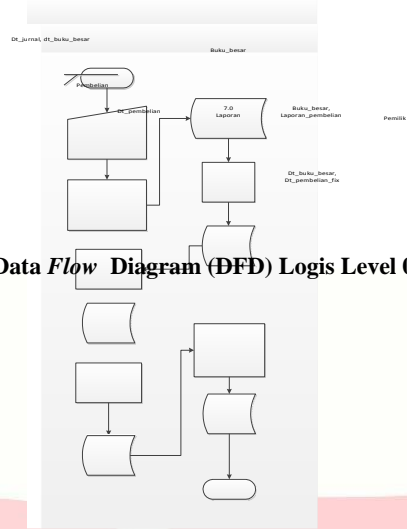 Dt_jurnal, dt_buku_besar
Buku_besar
Pembelian
Dt_pembelian
7.0
Laporan
Buku_besar,
Laporan_pembelian
Pemilik
Dt_buku_besar,
Dt_pembelian_fix
Data Flow Diagram (DFD) Logis Level 0